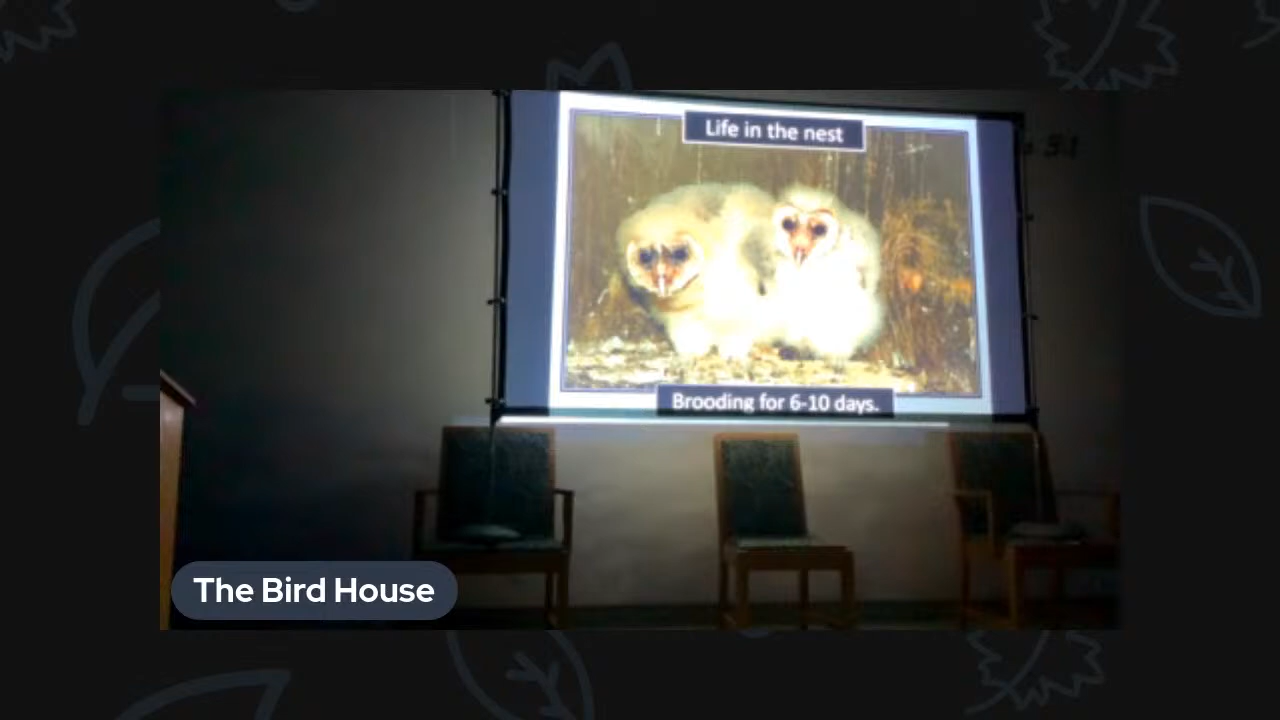 Life in the nest
Brooding for 6-10 days.
The Bird House